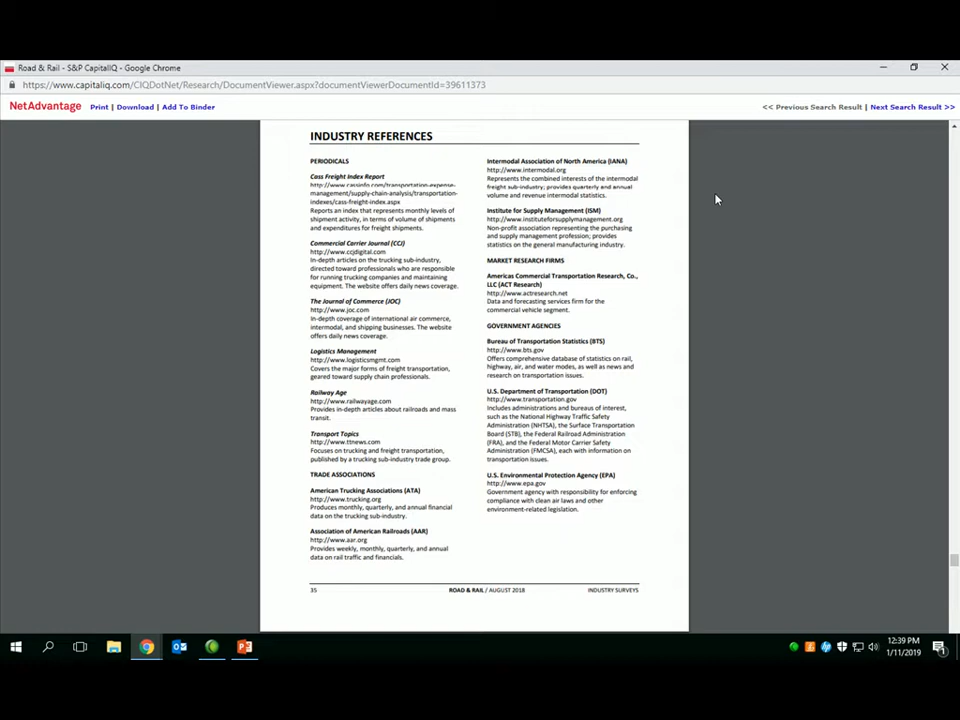 Road & Rail - S&P CapitalIQ - Google Chrome
https://www.capitaliq.com/CIQDotNet/Research/DocumentViewer.aspx?documentViewerDocumentId=39611373
NetAdvantage Print | Download | Add To Binder << Previous Search Result | Next Search Result >>
INDUSTRY REFERENCES
PERIODICALS
Cass Freight Index Report
http://www.cassinfo.com/transportation-expense-
management/supply-chain-analysis/transportation-
indexes/cass-freight-index.aspx
Reports an index that represents monthly levels of
shipment activity, in terms of volume of shipments
and expenditures for freight shipments.
Commercial Carrier Journal (CCJ)
http://www.ccjdigital.com
In-depth articles on the trucking sub-industry,
directed toward professionals who are responsible
for running trucking companies and maintaining
equipment. The website offers daily news coverage.
The Journal of Commerce (JOC)
http://www.joc.com
In-depth coverage of international air commerce,
intermodal, and shipping businesses. The website
offers daily news coverage.
Logistics Management
http://www.logisticsmgmt.com
Covers the major forms of freight transportation,
geared toward supply chain professionals.
Railway Age
http://www.railwayage.com
Provides in-depth articles about railroads and mass
transit.
Transport Topics
http://www.ttnews.com
Focuses on trucking and freight transportation,
published by a trucking sub-industry trade group.
TRADE ASSOCIATIONS
American Trucking Associations (ATA)
http://www.trucking.org
Produces monthly, quarterly, and annual financial
data on the trucking sub-industry.
Association of American Railroads (AAR)
http://www.aar.org
Provides weekly, monthly, quarterly, and annual
data on rail traffic and financials.
Intermodal Association of North America (IANA)
http://www.intermodal.org
Represents the combined interests of the intermodal
freight sub-industry; provides quarterly and annual
volume and revenue intermodal statistics.
Institute for Supply Management (ISM)
http://www.instituteforsupplymanagement.org
Non-profit association representing the purchasing
and supply management profession; provides
statistics on the general manufacturing industry.
MARKET RESEARCH FIRMS
Americas Commercial Transportation Research, Co.,
LLC (ACT Research)
http://www.actresearch.net
Data and forecasting services firm for the
commercial vehicle segment.
GOVERNMENT AGENCIES
Bureau of Transportation Statistics (BTS)
http://www.bts.gov
Offers comprehensive database of statistics on rail,
highway, air, and water modes, as well as news and
research on transportation issues.
U.S. Department of Transportation (DOT)
http://www.transportation.gov
Includes administrations and bureaus of interest,
such as the National Highway Traffic Safety
Administration (NHTSA), the Surface Transportation
Board (STB), the Federal Railroad Administration
(FRA), and the Federal Motor Carrier Safety
Administration (FMCSA), each with information on
transportation issues.
U.S. Environmental Protection Agency (EPA)
http://www.epa.gov
Government agency with responsibility for enforcing
compliance with clean air laws and other
environment-related legislation.
35 ROAD & RAIL / AUGUST 2018 INDUSTRY SURVEYS
12:39 PM
1/11/2019